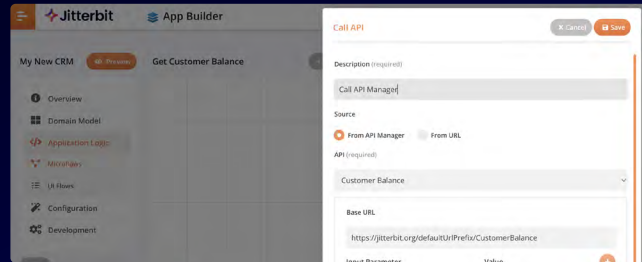 Jitterbit
App Builder
Call API
Cancel
Save
My New CRM
Preview
Get Customer Balance
Description (required)
Call API Manager
Overview
Domain Model
Application Logic
Microflows
UI Flows
Configuration
Development
Source
From API Manager
From URL
API (required)
Customer Balance
Base URL
https://jitterbit.org/defaultUrlPrefix/CustomerBalance
Input Parameter
Value